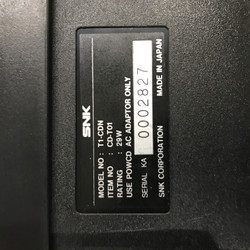 SNK
MODEL NO : T1-CDN
ITEM NO : CD-T01
RATING : 29W
USE POWCD AC ADAPTOR ONLY
SERIAL KA 0002827
SNK CORPORATION MADE IN JAPAN